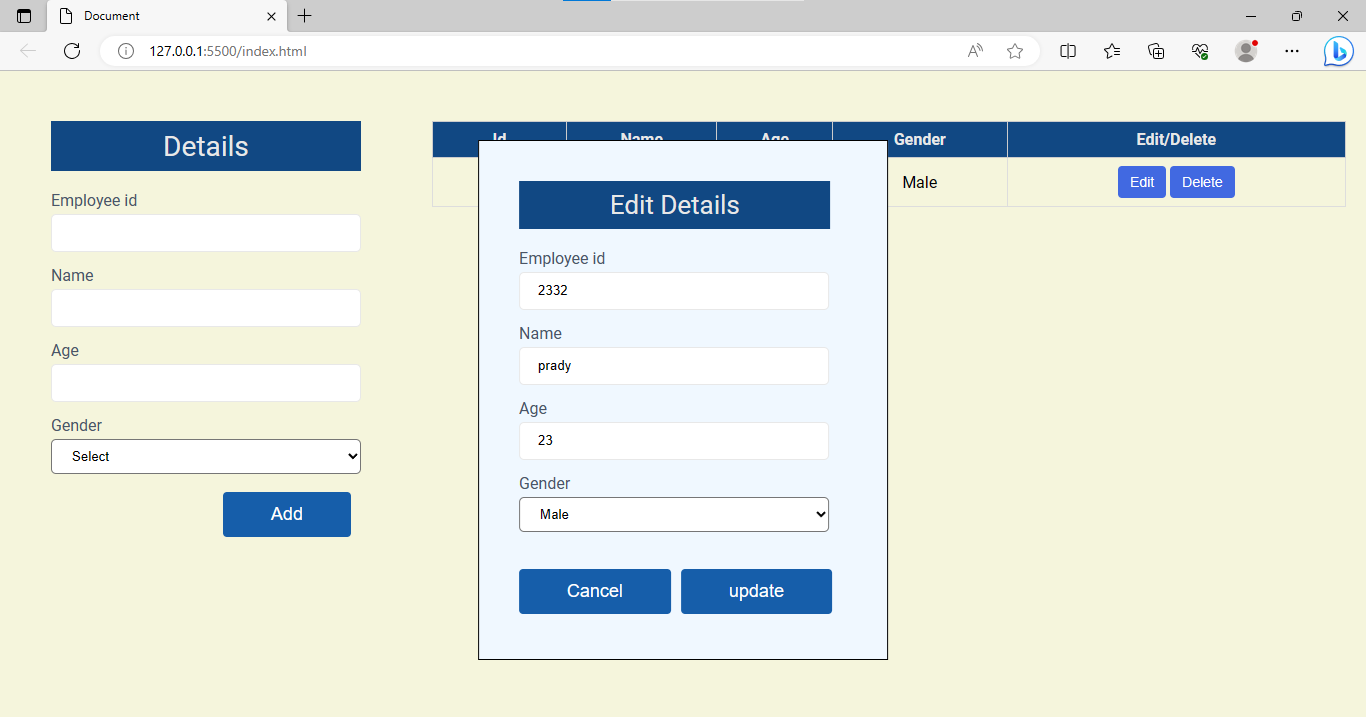 Document
127.0.0.1:5500/index.html
Details
Employee id
Name
Age
Gender
Select
Add
Id Name Age Gender Edit/Delete
Male Edit Delete
Edit Details
Employee id
2332
Name
prady
Age
23
Gender
Male
Cancel update